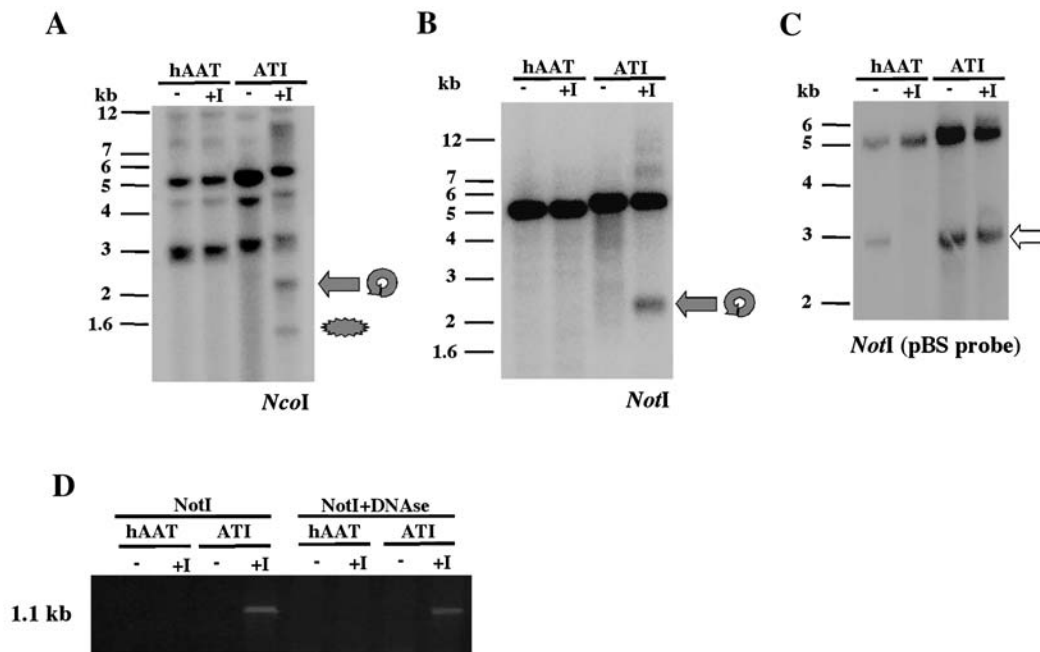 A
hAAT ATI
kb - +I - +I
12
7
6
5
4
3
2
1.6
NcoI
B
hAAT ATI
kb - +I - +I
12
7
6
5
4
3
2
1.6
NotI
C
hAAT ATI
kb - +I - +I
6
5
4
3
2
NotI (pBS probe)
D
NotI NotI+DNAse
hAAT ATI hAAT ATI
- +I - +I - +I - +I
1.1 kb